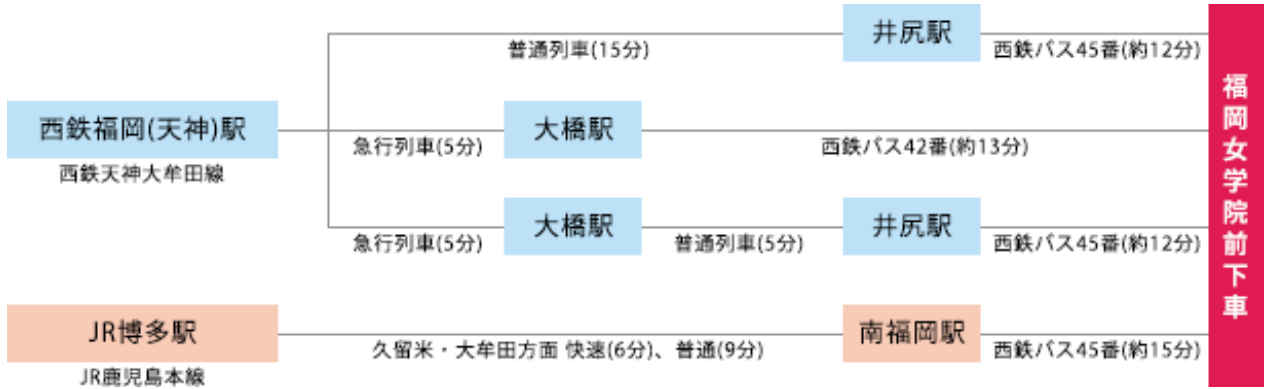 井尻駅
普通列車(15分)
西鉄バス45番(約12分)
西鉄福岡(天神)駅
西鉄天神大牟田線
急行列車(5分)
大橋駅
西鉄バス42番(約13分)
急行列車(5分)
大橋駅
普通列車(5分)
井尻駅
西鉄バス45番(約12分)
JR博多駅
JR鹿児島本線
久留米・大牟田方面 快速(6分)、普通(9分)
南福岡駅
西鉄バス45番(約15分)
福岡女学院前下車